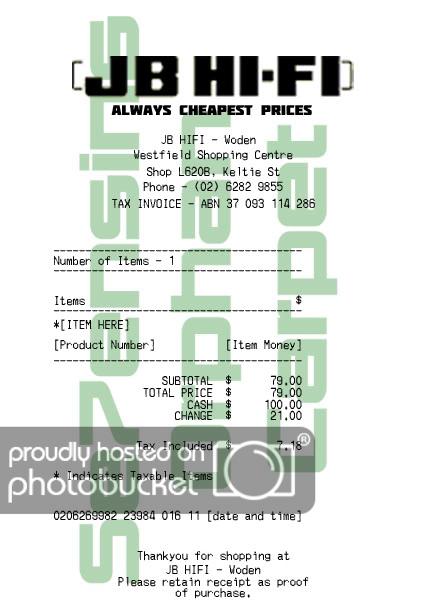 JB HI-FI
ALWAYS CHEAPEST PRICES
JB HIFI - Woden
Westfield Shopping Centre
Shop L620B, Keltie St
Phone - (02) 6282 9855
TAX INVOICE - ABN 37 093 114 286
Number of Items - 1
Items $
*[ITEM HERE]
[Product Number] [Item Money]
SUBTOTAL $ 79.00
TOTAL PRICE $ 79.00
CASH $ 100.00
CHANGE $ 21.00
Tax Included $ 7.18
* Indicates Taxable Items
proudly hosted on
photobucket®
0206269982 23984 016 11 [date and time]
Thankyou for shopping at
JB HIFI - Woden
Please retain receipt as proof
of purchase.
orphan
carpet